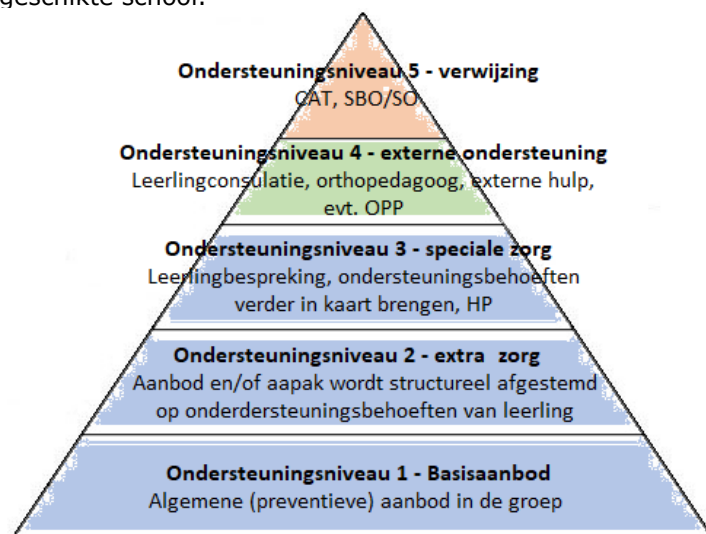 geschikte school.
Ondersteuningsniveau 5 - verwijzing
CAT, SBO/SO
Ondersteuningsniveau 4 - externe ondersteuning
Leerlingconsulatie, orthopedagoog, externe hulp,
evt. OPP
Ondersteuningsniveau 3 - speciale zorg
Leerlingbespreking, ondersteuningsbehoeften
verder in kaart brengen, HP
Ondersteuningsniveau 2 - extra zorg
Aanbod en/of aapak wordt structureel afgestemd
op onderdersteuningsbehoeften van leerling
Ondersteuningsniveau 1 - Basisaanbod
Algemene (preventieve) aanbod in de groep